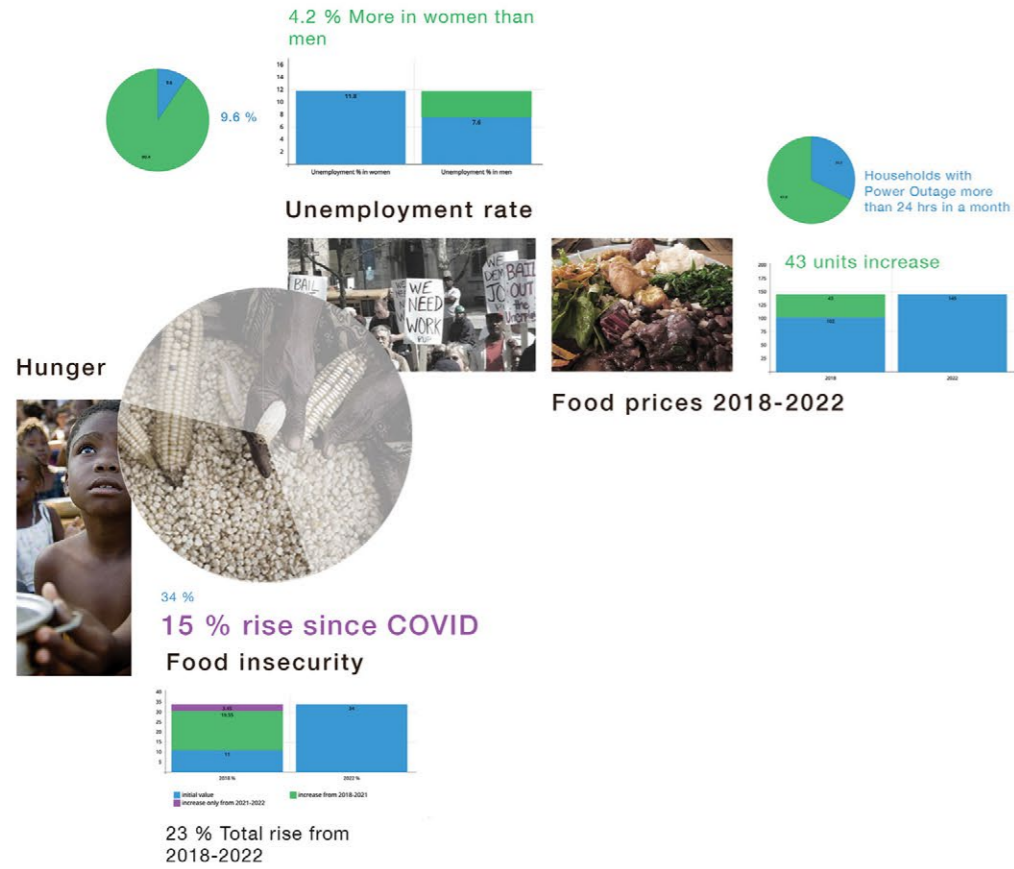 4.2 % More in women than
men
16
14
12
10
8
6
4
2
11.8
7.6
Unemployment % in women
Unemployment % in men
9.6 %
Unemployment rate
Households with
Power Outage more
than 24 hrs in a month
43 units increase
200
175
150
125
100
75
50
25
43
2018
2022
BAIL
WE
NEED
WORK
WE
BAIL
OUT
the
Food prices 2018-2022
Hunger
34 %
15 % rise since COVID
Food insecurity
40
35
30
25
20
15
10
5
11
34
2018 %
2022 %
initial value
increase from 2018-2021
increase only from 2021-2022
23 % Total rise from
2018-2022